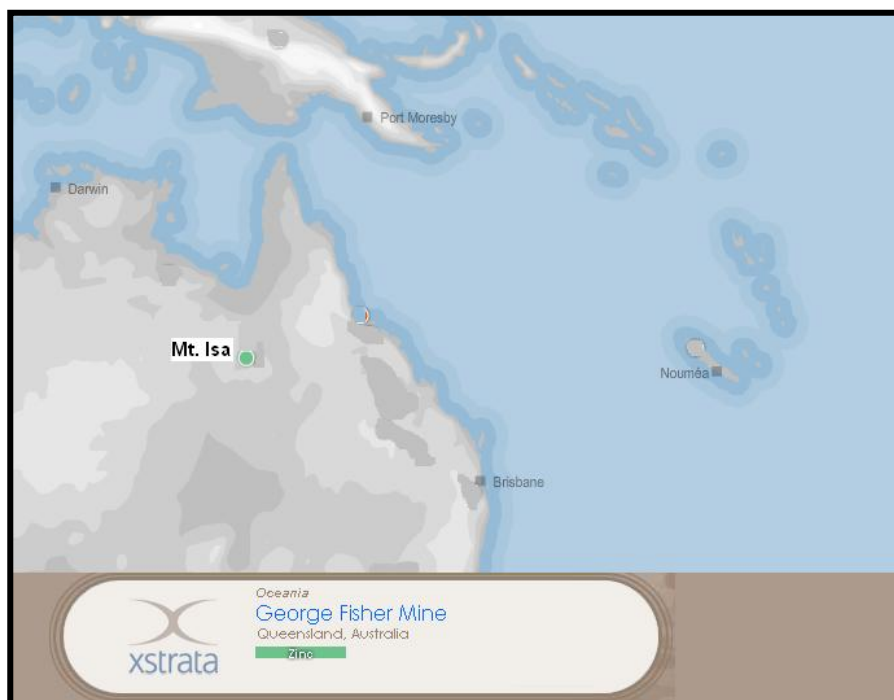 Port Moresby
Darwin
Mt. Isa
Nouméa
Brisbane
Oceania
George Fisher Mine
Queensland, Australia
Zinc
xstrata